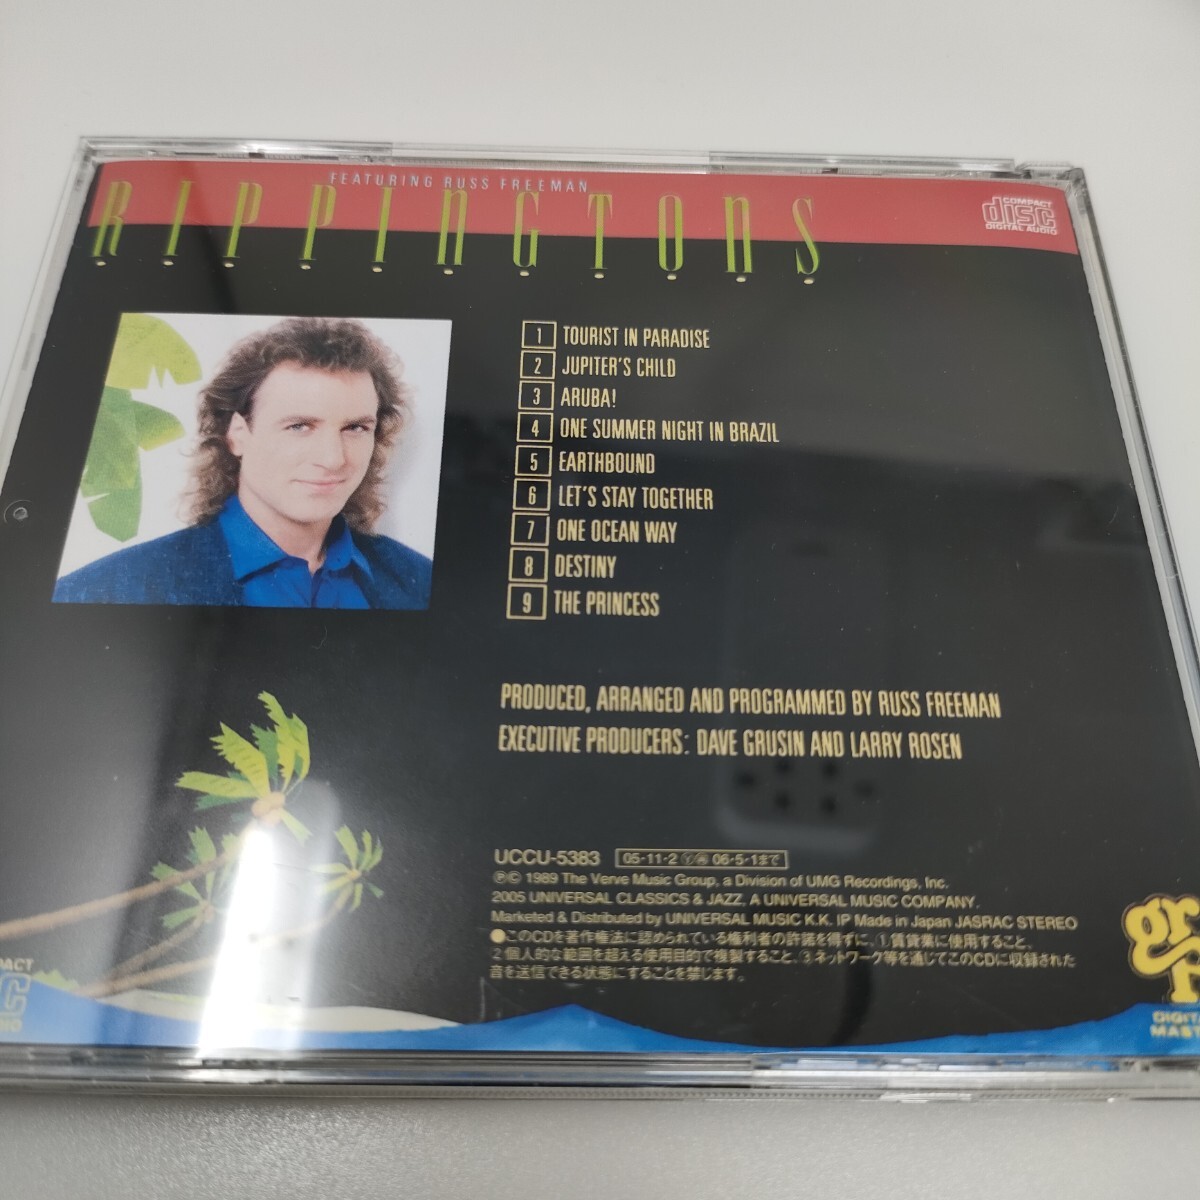 FEATURING RUSS FREEMAN
RIPPINGTONS
COMPACT
disc
DIGITAL AUDIO
1 TOURIST IN PARADISE
2 JUPITER'S CHILD
3 ARUBA!
4 ONE SUMMER NIGHT IN BRAZIL
5 EARTHBOUND
6 LET'S STAY TOGETHER
7 ONE OCEAN WAY
8 DESTINY
9 THE PRINCESS
PRODUCED, ARRANGED AND PROGRAMMED BY RUSS FREEMAN
EXECUTIVE PRODUCERS: DAVE GRUSIN AND LARRY ROSEN
UCCU-5383 05·11·2 06·5·1まで
℗© 1989 The Verve Music Group, a Division of UMG Recordings, Inc.
2005 UNIVERSAL CLASSICS & JAZZ, A UNIVERSAL MUSIC COMPANY.
Marketed & Distributed by UNIVERSAL MUSIC K.K. IP Made in Japan JASRAC STEREO
●このCDを著作権法に認められている権利者の許諾を得ずに、①賃貸業に使用すること、
②個人的な範囲を超える使用目的で複製すること、③ネットワーク等を通じてこのCDに収録された
音を送信できる状態にすることを禁じます。